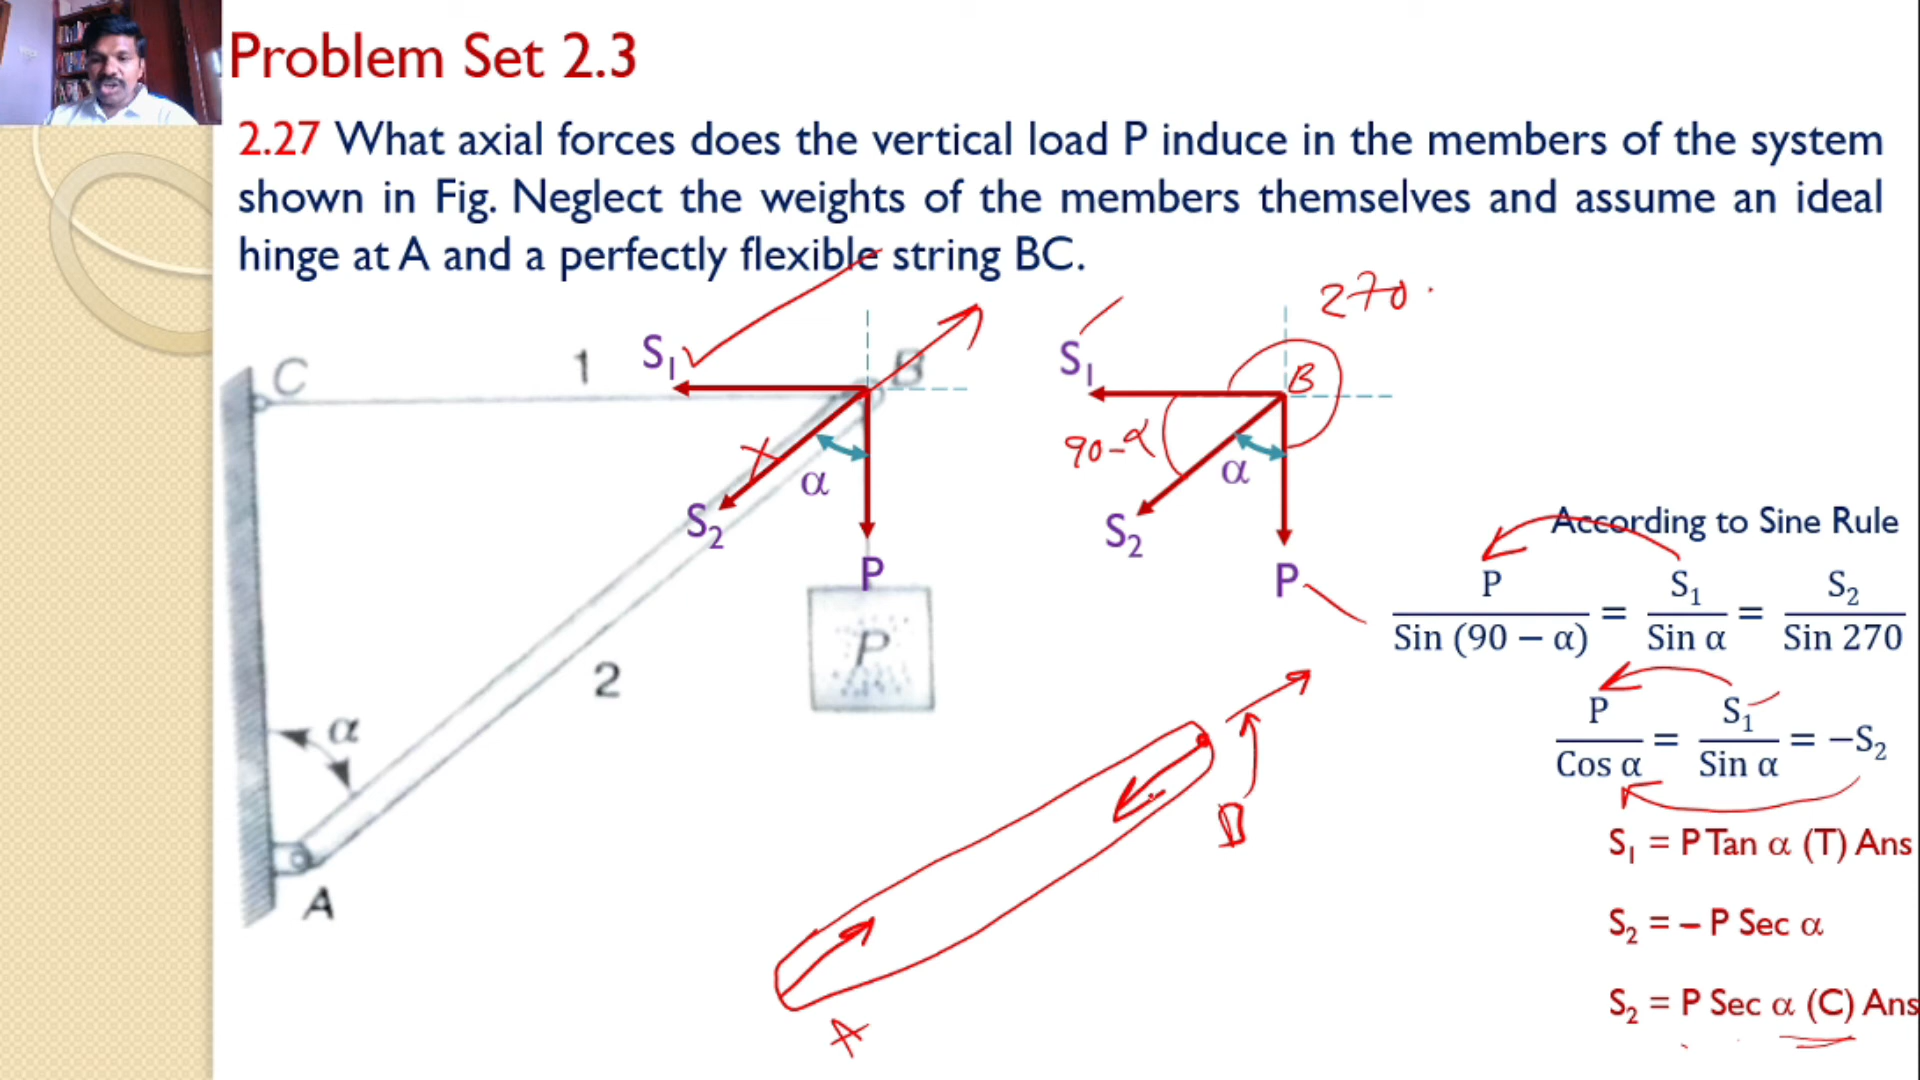 Problem Set 2.3
2.27 What axial forces does the vertical load P induce in the members of the system
shown in Fig. Neglect the weights of the members themselves and assume an ideal
hinge at A and a perfectly flexible string BC.
C
1
S₁
B
α
S₂
P
P
2
α
A
270
S₁
B
90-α
α
S₂
P
A
B
According to Sine Rule
P/Sin (90 − α) = S₁/Sin α = S₂/Sin 270
P/Cos α = S₁/Sin α = −S₂
S₁ = P Tan α (T) Ans
S₂ = – P Sec α
S₂ = P Sec α (C) Ans